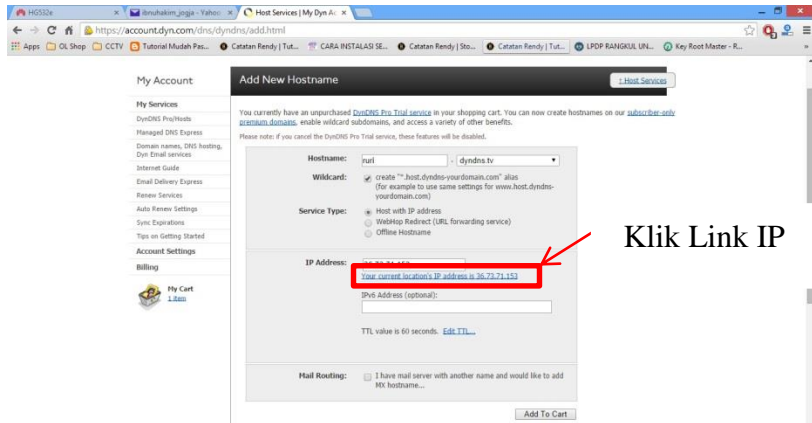 HG532e
ibnuhakim_jogja - Yahoo
Host Services | My Dyn Ac
https://account.dyn.com/dns/dyndns/add.html
Apps OL Shop CCTV Tutorial Mudah Pas... Catatan Rendy | Tut... CARA INSTALASI SE... Catatan Rendy | Sto... Catatan Rendy | Tut... LPDP RANGKUL UN... Key Root Master - R...
My Account
My Services
DynDNS Pro/Hosts
Managed DNS Express
Domain names, DNS hosting,
Dyn Email services
Internet Guide
Email Delivery Express
Renew Services
Auto Renew Settings
Sync Expirations
Tips on Getting Started
Account Settings
Billing
My Cart
1 item
Add New Hostname
Host Services
You currently have an unpurchased DynDNS Pro Trial service in your shopping cart. You can now create hostnames on our subscriber-only
premium domains, enable wildcard subdomains, and access a variety of other benefits.
Please note: if you cancel the DynDNS Pro Trial service, these features will be disabled.
Hostname: ruri . dyndns.tv
Wildcard: create "*.host.dyndns-yourdomain.com" alias
(for example to use same settings for www.host.dyndns-
yourdomain.com)
Service Type: Host with IP address
WebHop Redirect (URL forwarding service)
Offline Hostname
IP Address:
Your current location's IP address is 36.73.71.153
IPv6 Address (optional):
TTL value is 60 seconds. Edit TTL...
Mail Routing: I have mail server with another name and would like to add
MX hostname...
Add To Cart
Klik Link IP